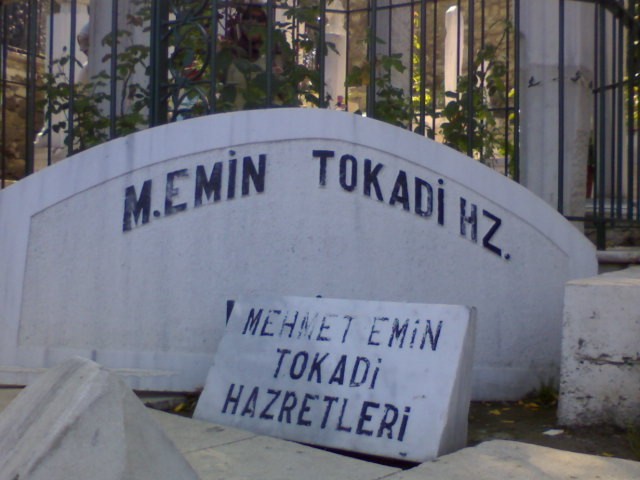 M. EMİN TOKADİ HZ.
MEHMET EMİN
TOKADİ
HAZRETLERİ